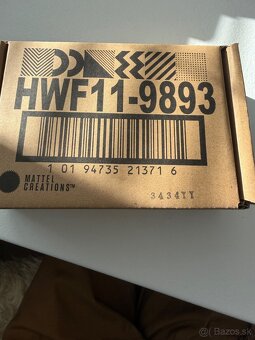 HWF11-9893
1 01 94735 21371 6
MATTEL
CREATIONS™
3434YY
© Bazos.sk